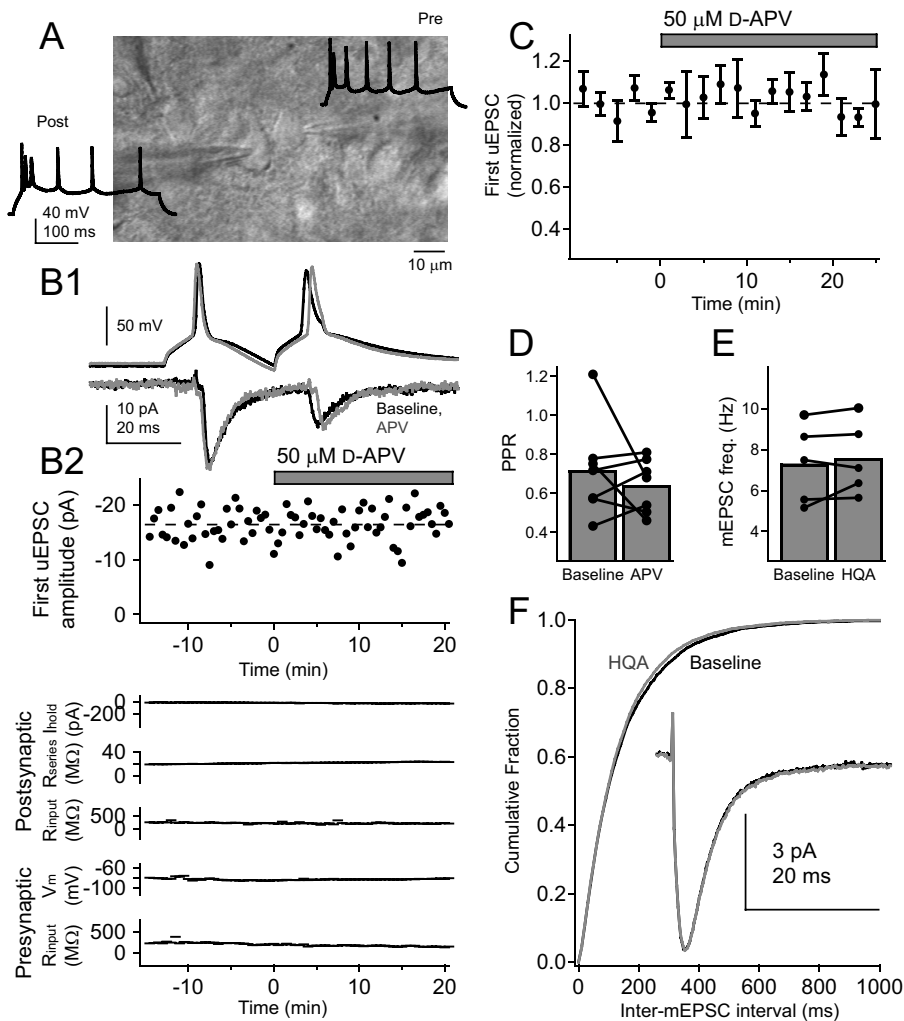 A
Pre
Post
40 mV
100 ms
10 μm
B1
50 mV
10 pA
20 ms
Baseline,
APV
B2
50 μM D-APV
First uEPSC
amplitude (pA)
-20
-10
0
-10
0
10
20
Time (min)
Postsynaptic
Ihold
(pA)
0
-200
Rseries
(MΩ)
40
0
Rinput
(MΩ)
500
0
Presynaptic
Vm
(mV)
-60
-100
Rinput
(MΩ)
500
0
-10
0
10
20
Time (min)
C
50 μM D-APV
First uEPSC
(normalized)
1.2
1.0
0.8
0.6
0.4
0
10
20
Time (min)
D
PPR
1.2
1.0
0.8
0.6
0.4
Baseline
APV
E
mEPSC freq. (Hz)
10
8
6
4
Baseline
HQA
F
Cumulative Fraction
1.0
0.8
0.6
0.4
0.2
0.0
HQA
Baseline
3 pA
20 ms
0
200
400
600
800
1000
Inter-mEPSC interval (ms)